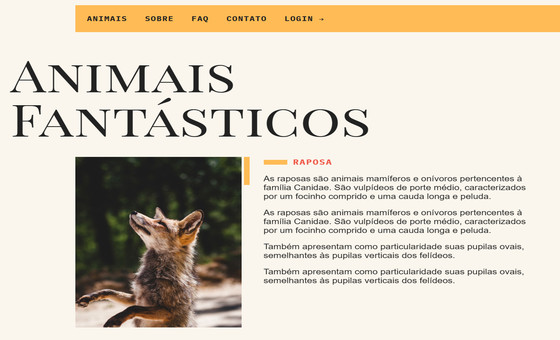 ANIMAIS SOBRE FAQ CONTATO LOGIN →
ANIMAIS
FANTÁSTICOS
RAPOSA
As raposas são animais mamíferos e onívoros pertencentes à
família Canidae. São vulpídeos de porte médio, caracterizados
por um focinho comprido e uma cauda longa e peluda.
As raposas são animais mamíferos e onívoros pertencentes à
família Canidae. São vulpídeos de porte médio, caracterizados
por um focinho comprido e uma cauda longa e peluda.
Também apresentam como particularidade suas pupilas ovais,
semelhantes às pupilas verticais dos felídeos.
Também apresentam como particularidade suas pupilas ovais,
semelhantes às pupilas verticais dos felídeos.